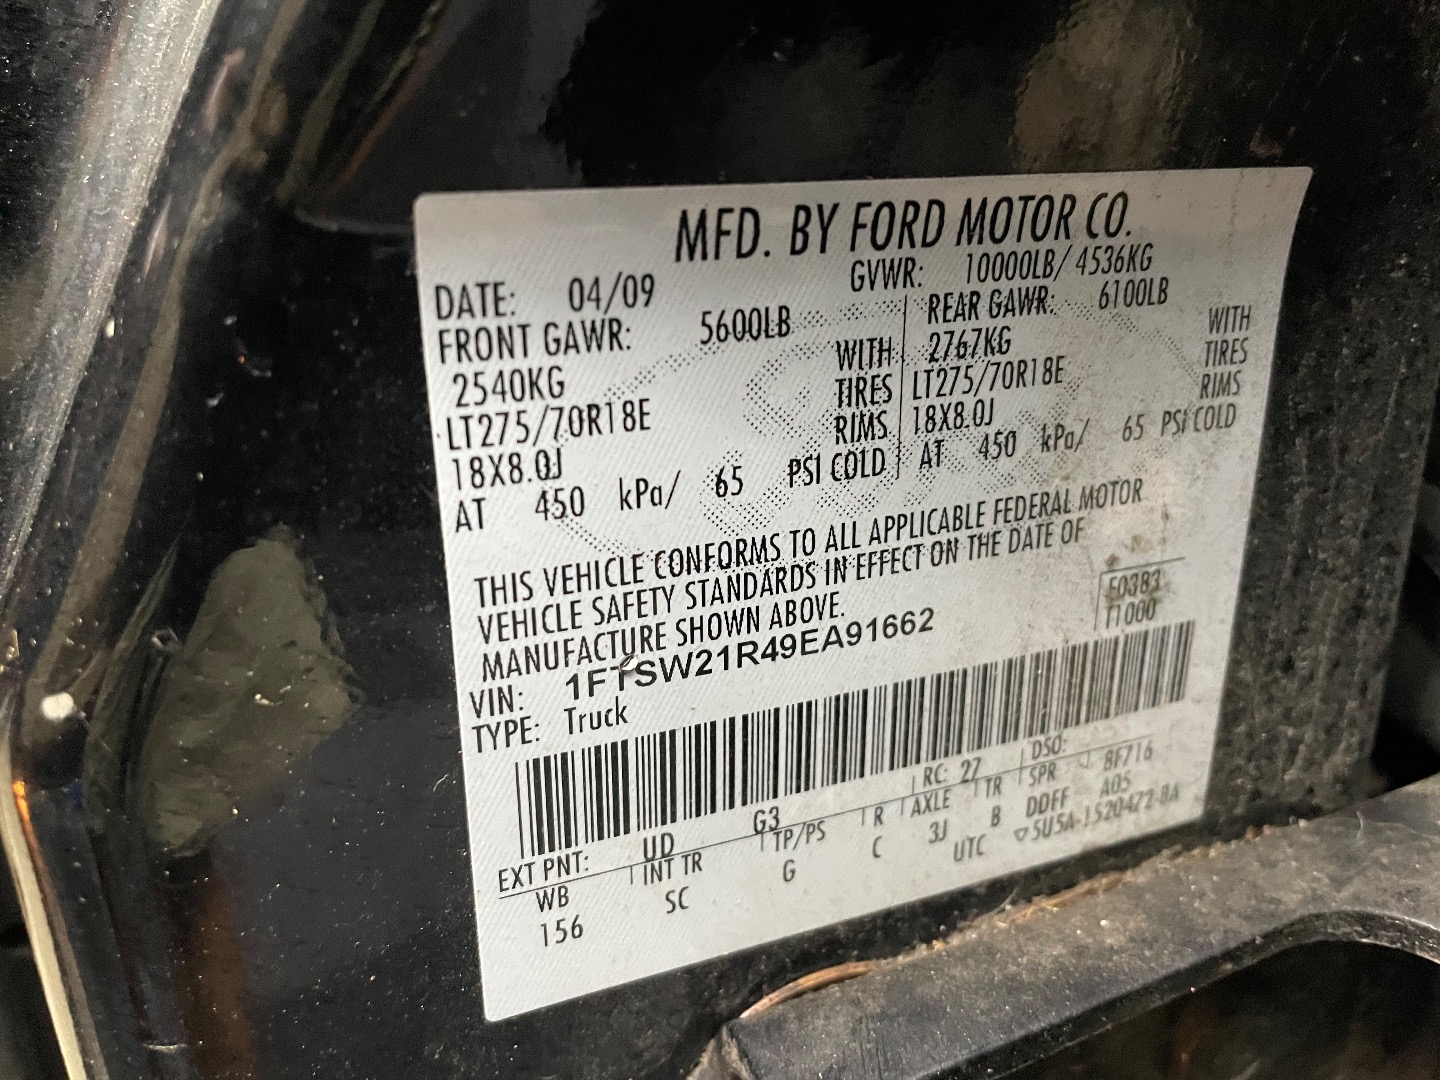 MFD. BY FORD MOTOR CO.
DATE: 04/09 GVWR: 10000LB/ 4536KG
FRONT GAWR: 5600LB REAR GAWR: 6100LB
2540KG WITH 2767KG WITH
LT275/70R18E TIRES LT275/70R18E TIRES
18X8.0J RIMS 18X8.0J RIMS
AT 450 kPa/ 65 PSI COLD AT 450 kPa/ 65 PSI COLD
THIS VEHICLE CONFORMS TO ALL APPLICABLE FEDERAL MOTOR
VEHICLE SAFETY STANDARDS IN EFFECT ON THE DATE OF
MANUFACTURE SHOWN ABOVE.
VIN: 1FTSW21R49EA91662
F0383
T1000
TYPE: Truck
EXT PNT: UD G3 RC: 27 DSO:
WB INT TR TP/PS R AXLE TR SPR BF716
156 SC G C 3J B DDFF A05
UTC ▽5U5A-1520472-BA